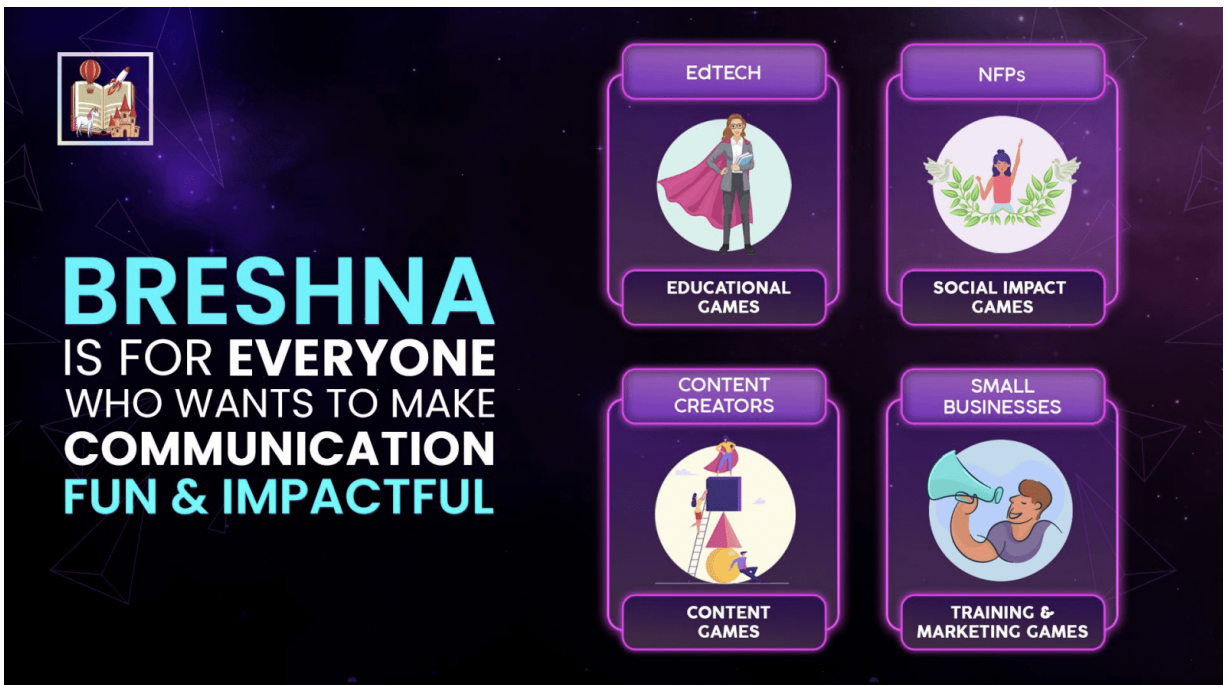 BRESHNA
IS FOR EVERYONE
WHO WANTS TO MAKE
COMMUNICATION
FUN & IMPACTFUL
EdTECH
EDUCATIONAL
GAMES
NFPs
SOCIAL IMPACT
GAMES
CONTENT
CREATORS
CONTENT
GAMES
SMALL
BUSINESSES
TRAINING &
MARKETING GAMES